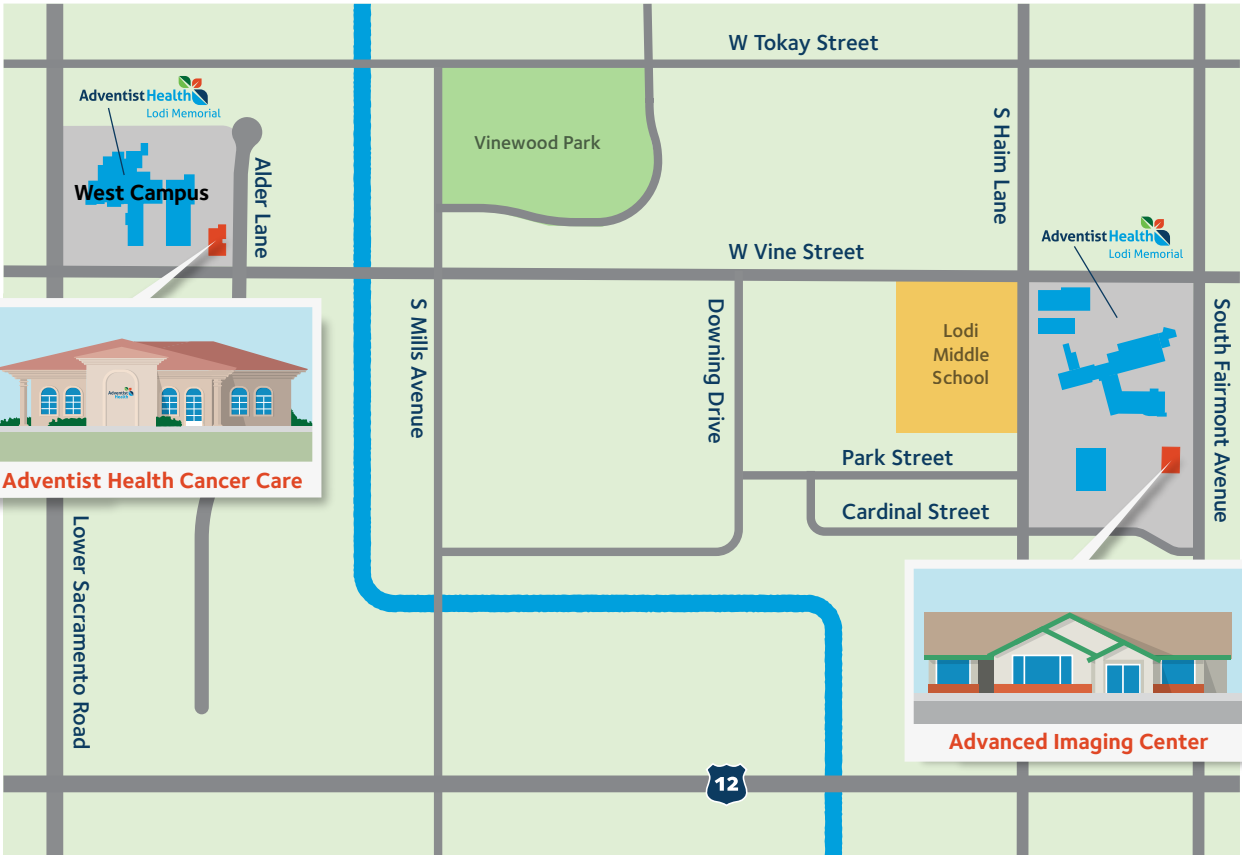 W Tokay Street
Adventist Health
Lodi Memorial
West Campus
Alder Lane
Vinewood Park
S Haim Lane
W Vine Street
Adventist Health
Lodi Memorial
S Mills Avenue
Downing Drive
Lodi
Middle
School
South Fairmont Avenue
Adventist
Health
Adventist Health Cancer Care
Park Street
Cardinal Street
Lower Sacramento Road
Advanced Imaging Center
12